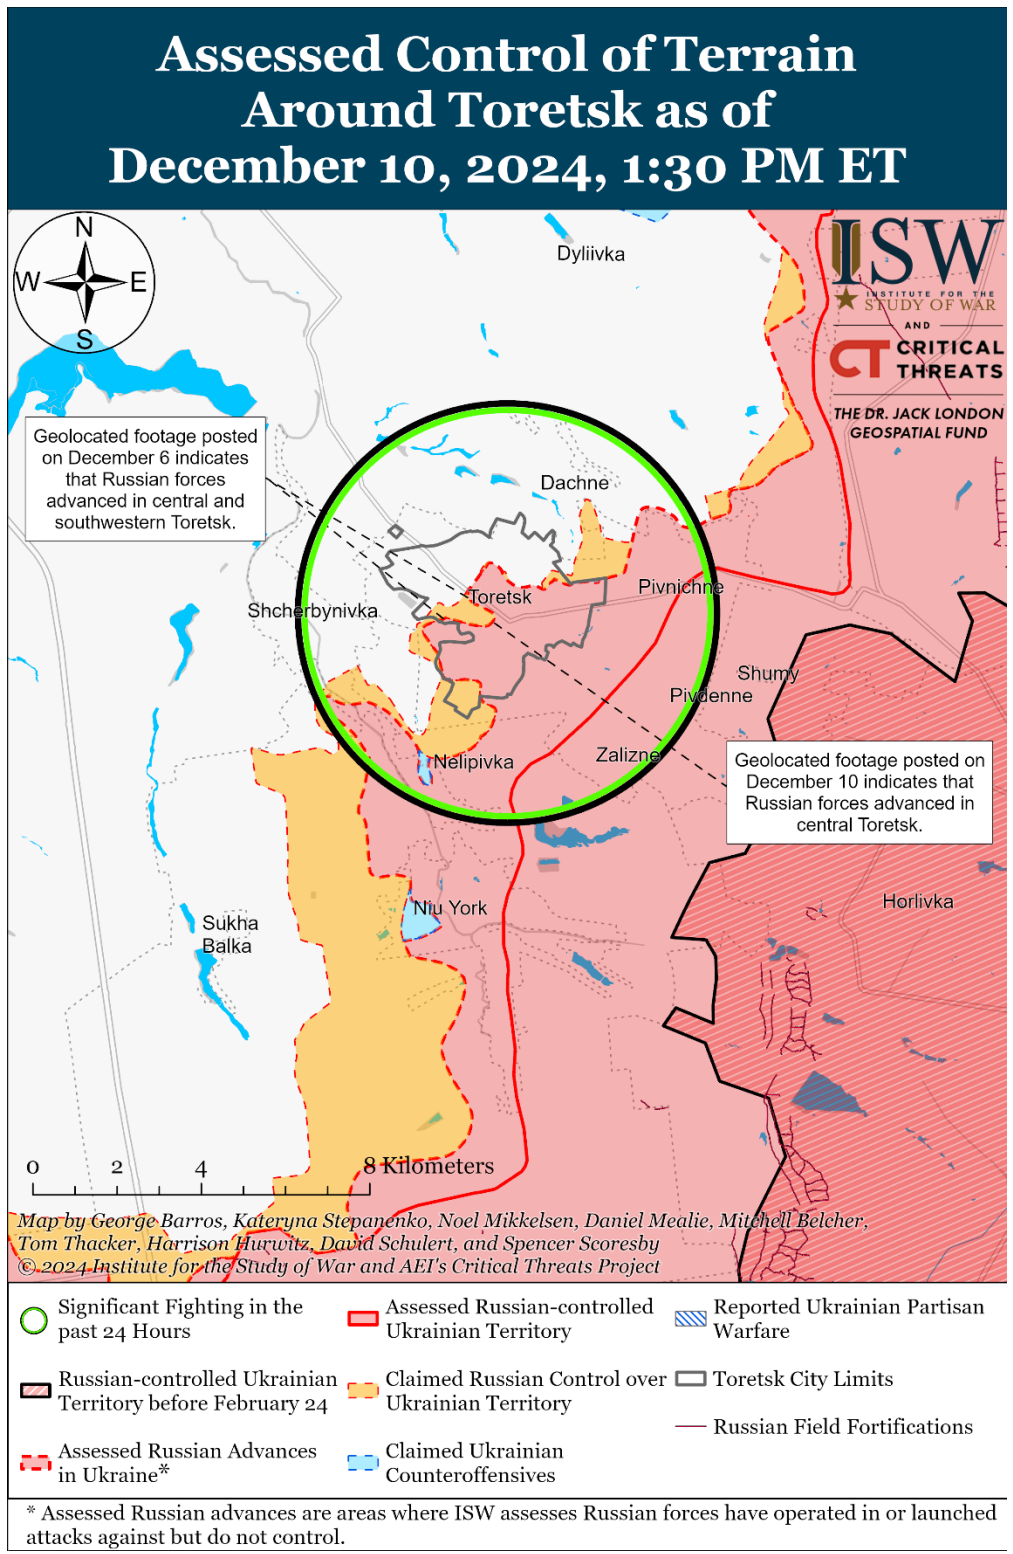 Assessed Control of Terrain
Around Toretsk as of
December 10, 2024, 1:30 PM ET
N
W
E
S
Dyliivka
ISW
INSTITUTE FOR THE
STUDY OF WAR
AND
CT CRITICAL
THREATS
THE DR. JACK LONDON
GEOSPATIAL FUND
Geolocated footage posted
on December 6 indicates
that Russian forces
advanced in central and
southwestern Toretsk.
Dachne
Pivnichne
Toretsk
Shcherbynivka
Shumy
Pivdenne
Zalizne
Nelipivka
Geolocated footage posted on
December 10 indicates that
Russian forces advanced in
central Toretsk.
Horlivka
Niu York
Sukha
Balka
0 2 4 8 Kilometers
Map by George Barros, Kateryna Stepanenko, Noel Mikkelsen, Daniel Mealie, Mitchell Belcher,
Tom Thacker, Harrison Hurwitz, David Schulert, and Spencer Scoresby
© 2024 Institute for the Study of War and AEI's Critical Threats Project
Significant Fighting in the
past 24 Hours
Russian-controlled Ukrainian
Territory before February 24
Assessed Russian Advances
in Ukraine*
Assessed Russian-controlled
Ukrainian Territory
Claimed Russian Control over
Ukrainian Territory
Claimed Ukrainian
Counteroffensives
Reported Ukrainian Partisan
Warfare
Toretsk City Limits
Russian Field Fortifications
* Assessed Russian advances are areas where ISW assesses Russian forces have operated in or launched
attacks against but do not control.